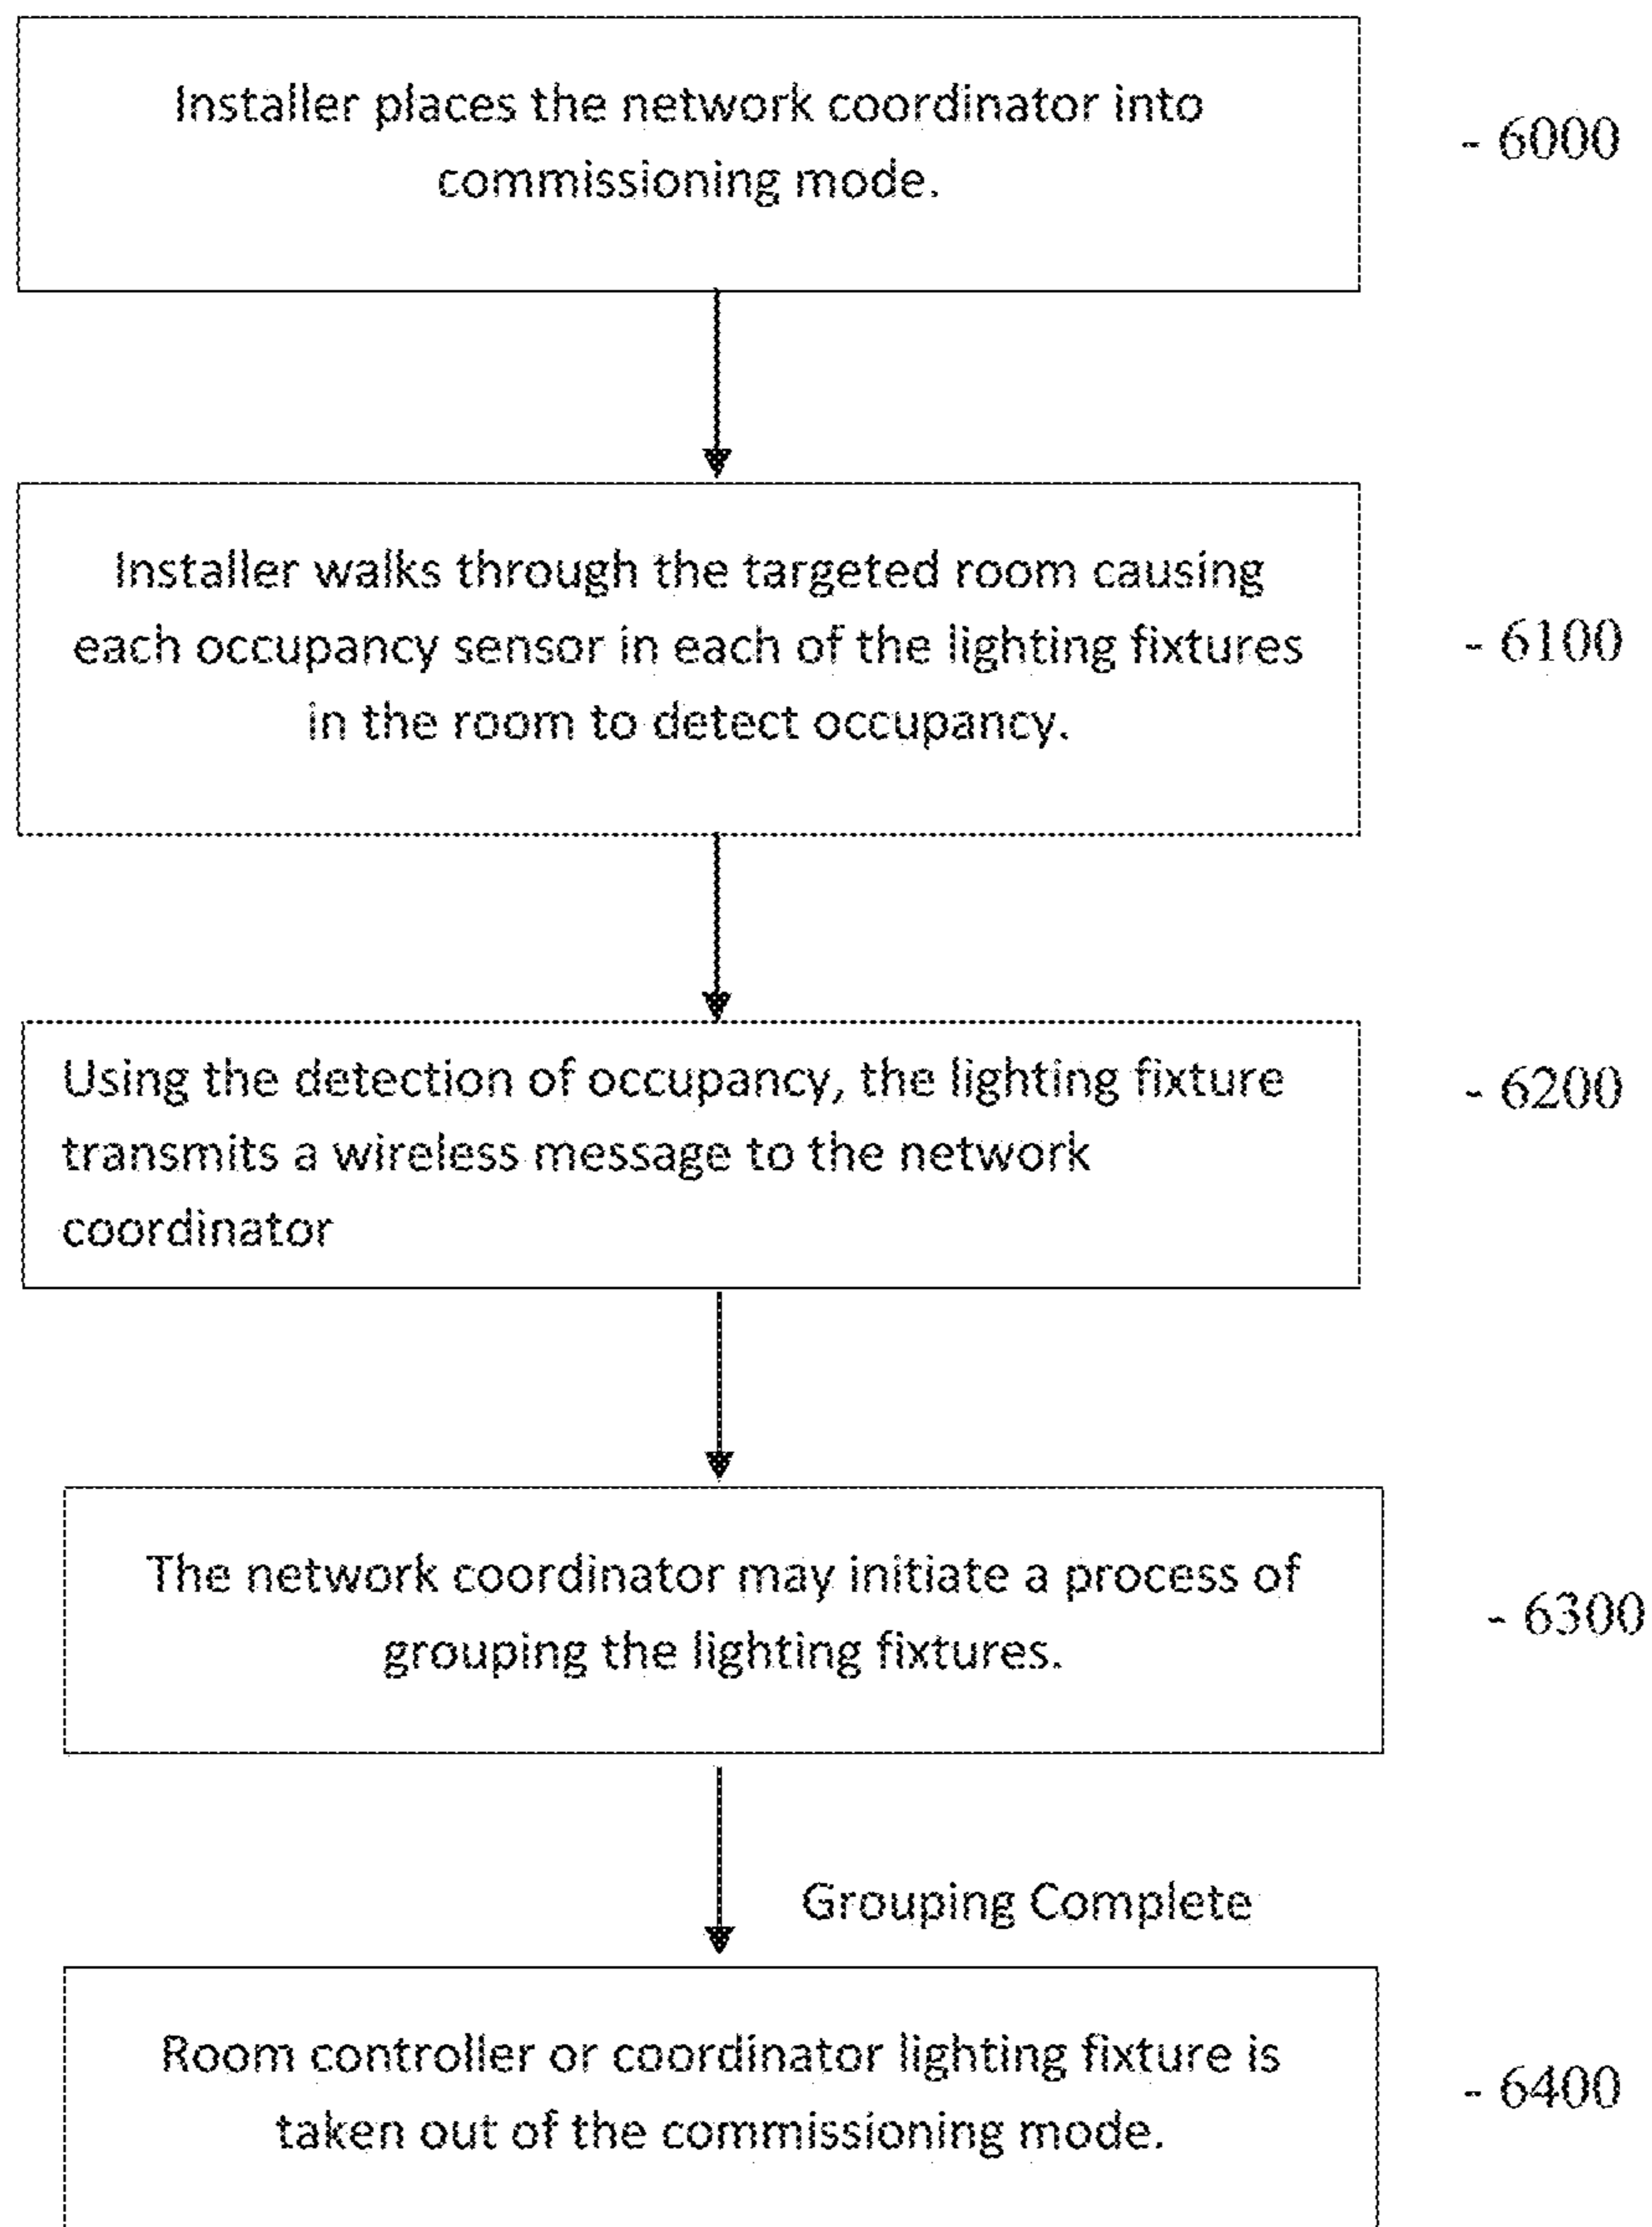 Installer places the network coordinator into
commissioning mode.
- 6000
Installer walks through the targeted room causing
each occupancy sensor in each of the lighting fixtures
in the room to detect occupancy.
- 6100
Using the detection of occupancy, the lighting fixture
transmits a wireless message to the network
coordinator
- 6200
The network coordinator may initiate a process of
grouping the lighting fixtures.
- 6300
Grouping Complete
Room controller or coordinator lighting fixture is
taken out of the commissioning mode.
- 6400